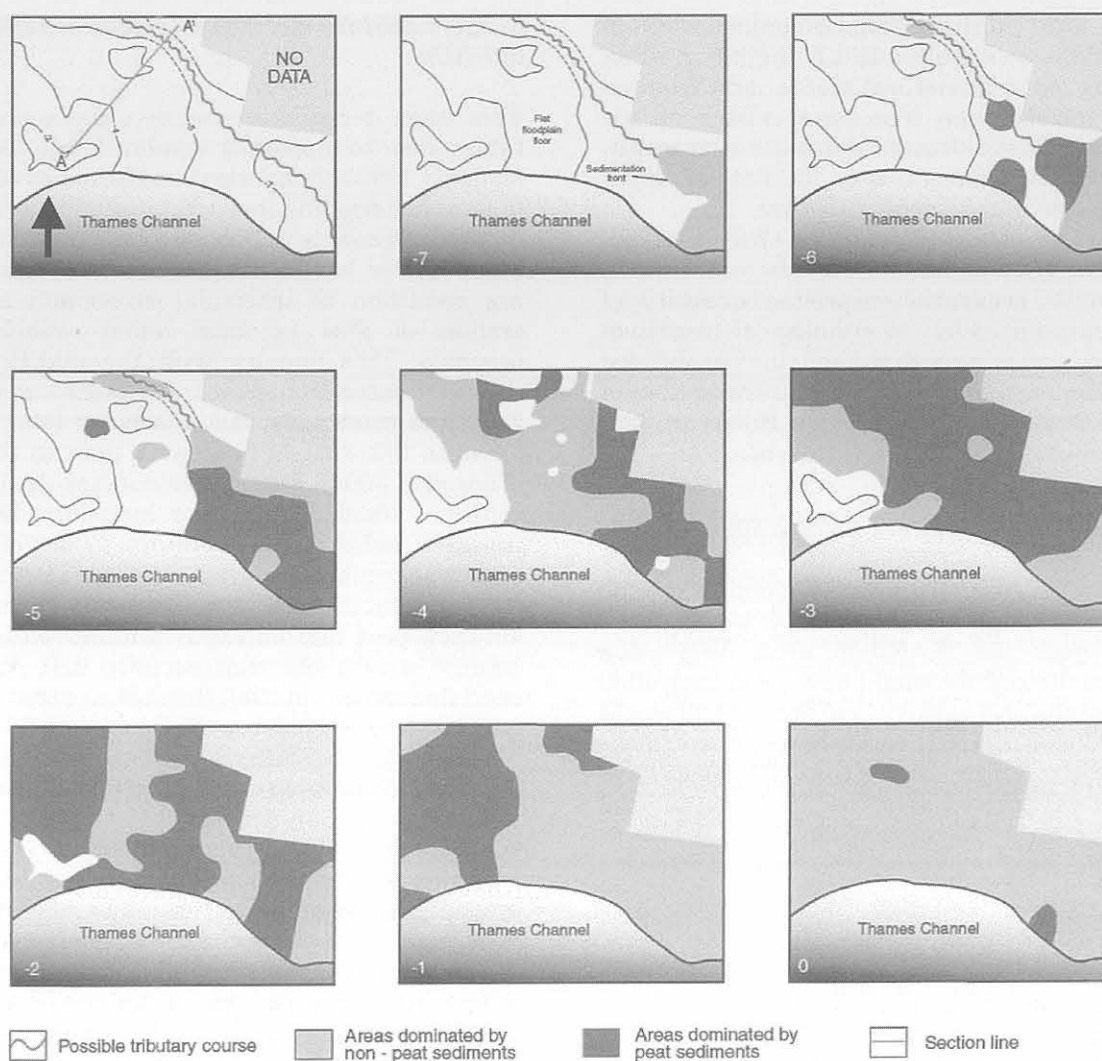 A'
NO
DATA
A
Thames Channel
Flat
floodplain
floor
Sedimentation
front
Thames Channel
-7
Thames Channel
-6
Thames Channel
-5
Thames Channel
-4
Thames Channel
-3
Thames Channel
-2
Thames Channel
-1
Thames Channel
0
Possible tributary course
Areas dominated by
non - peat sediments
Areas dominated by
peat sediments
Section line